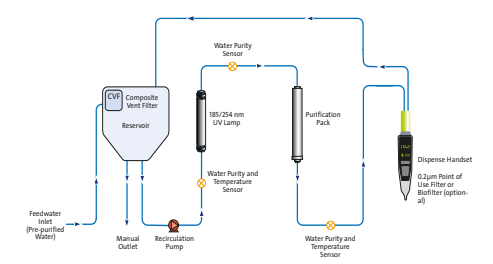 Water Purity
Sensor
CVF
Composite
Vent Filter
Reservoir
185/254 nm
UV Lamp
Purification
Pack
Dispense Handset
0.2µm Point of
Use Filter or
Biofilter (option-
al)
Water Purity and
Temperature
Sensor
Feedwater
Inlet
(Pre-purified
Water)
Manual
Outlet
Recirculation
Pump
Water Purity and
Temperature
Sensor